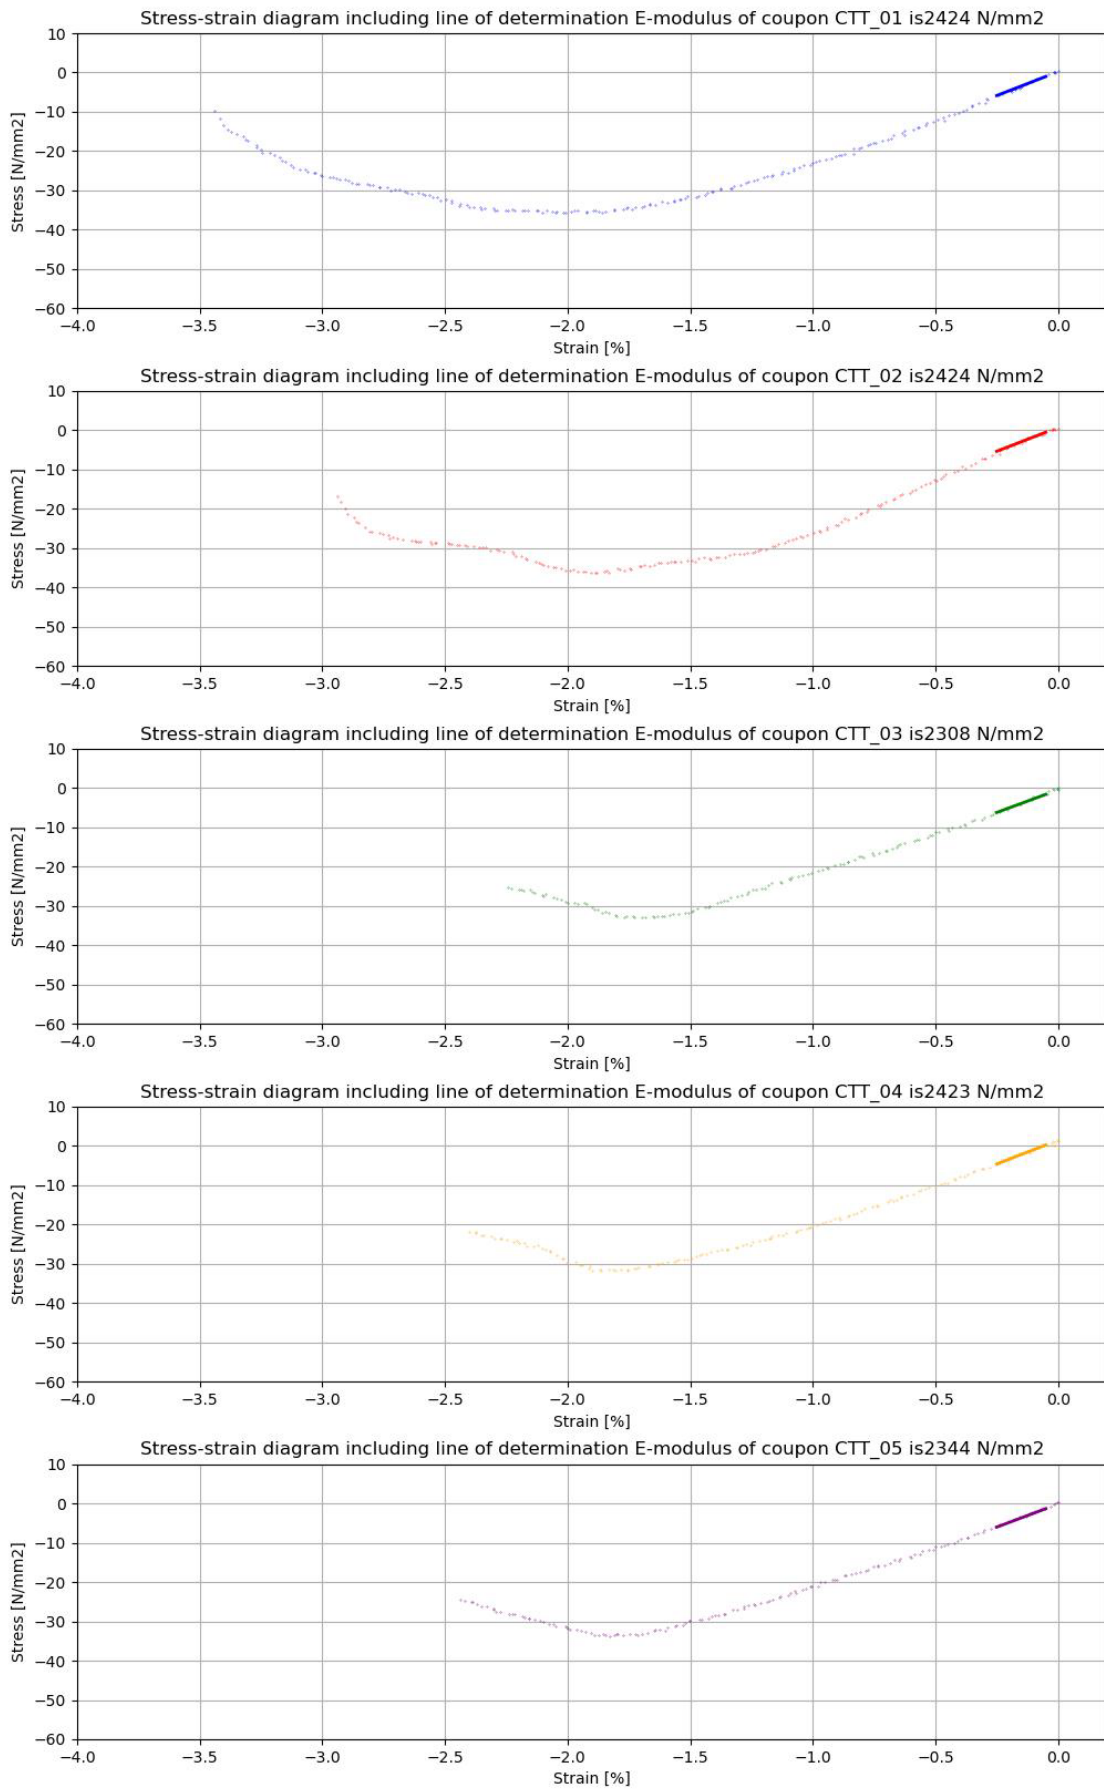 Stress-strain diagram including line of determination E-modulus of coupon CTT_01 is2424 N/mm2
10
0
−10
−20
−30
−40
−50
−60
Stress [N/mm2]
−4.0 −3.5 −3.0 −2.5 −2.0 −1.5 −1.0 −0.5 0.0
Strain [%]
Stress-strain diagram including line of determination E-modulus of coupon CTT_02 is2424 N/mm2
10
0
−10
−20
−30
−40
−50
−60
Stress [N/mm2]
−4.0 −3.5 −3.0 −2.5 −2.0 −1.5 −1.0 −0.5 0.0
Strain [%]
Stress-strain diagram including line of determination E-modulus of coupon CTT_03 is2308 N/mm2
10
0
−10
−20
−30
−40
−50
−60
Stress [N/mm2]
−4.0 −3.5 −3.0 −2.5 −2.0 −1.5 −1.0 −0.5 0.0
Strain [%]
Stress-strain diagram including line of determination E-modulus of coupon CTT_04 is2423 N/mm2
10
0
−10
−20
−30
−40
−50
−60
Stress [N/mm2]
−4.0 −3.5 −3.0 −2.5 −2.0 −1.5 −1.0 −0.5 0.0
Strain [%]
Stress-strain diagram including line of determination E-modulus of coupon CTT_05 is2344 N/mm2
10
0
−10
−20
−30
−40
−50
−60
Stress [N/mm2]
−4.0 −3.5 −3.0 −2.5 −2.0 −1.5 −1.0 −0.5 0.0
Strain [%]